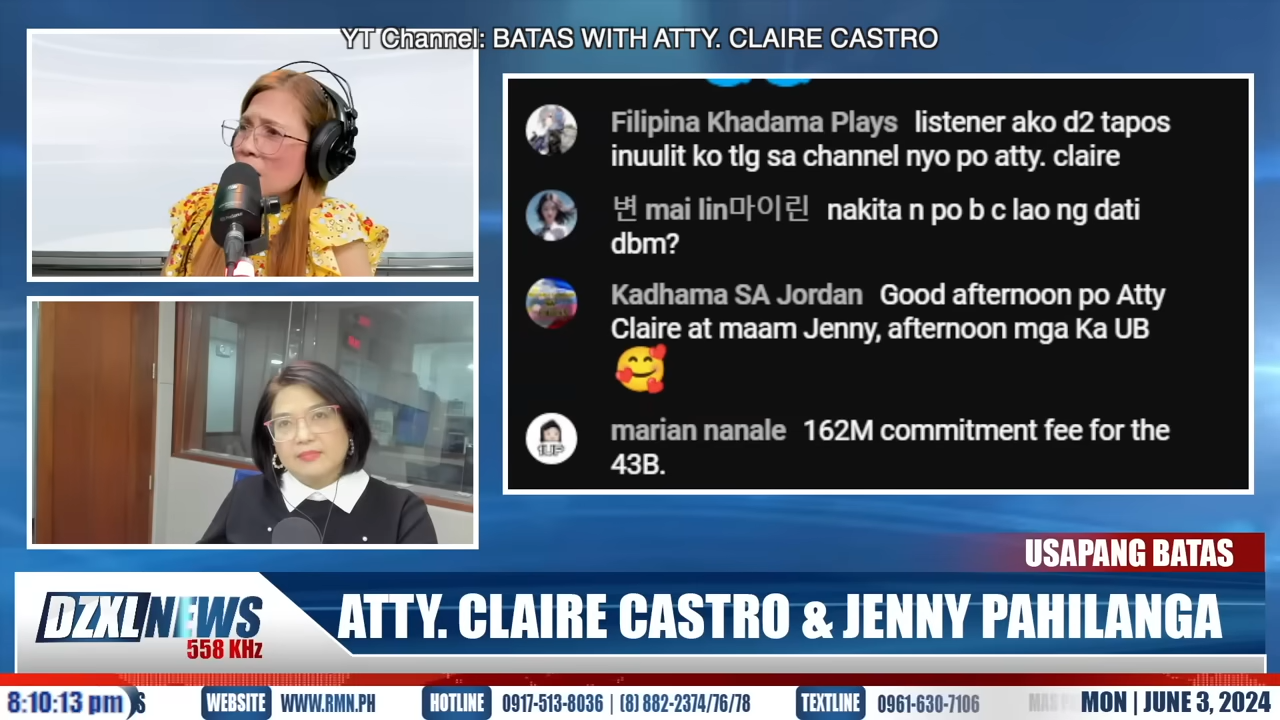 YT Channel: BATAS WITH ATTY. CLAIRE CASTRO
Filipina Khadama Plays listener ako d2 tapos
inuulit ko tlg sa channel nyo po atty. claire
변 mai lin마이린 nakita n po b c lao ng dati
dbm?
Kadhama SA Jordan Good afternoon po Atty
Claire at maam Jenny, afternoon mga Ka UB
marian nanale 162M commitment fee for the
43B.
USAPANG BATAS
DZXL NEWS
558 KHz
ATTY. CLAIRE CASTRO & JENNY PAHILANGA
8:10:13 pm
WEBSITE WWW.RMN.PH HOTLINE 0917-513-8036 | (8) 882-2374/76/78 TEXTLINE 0961-630-7106
MON | JUNE 3, 2024